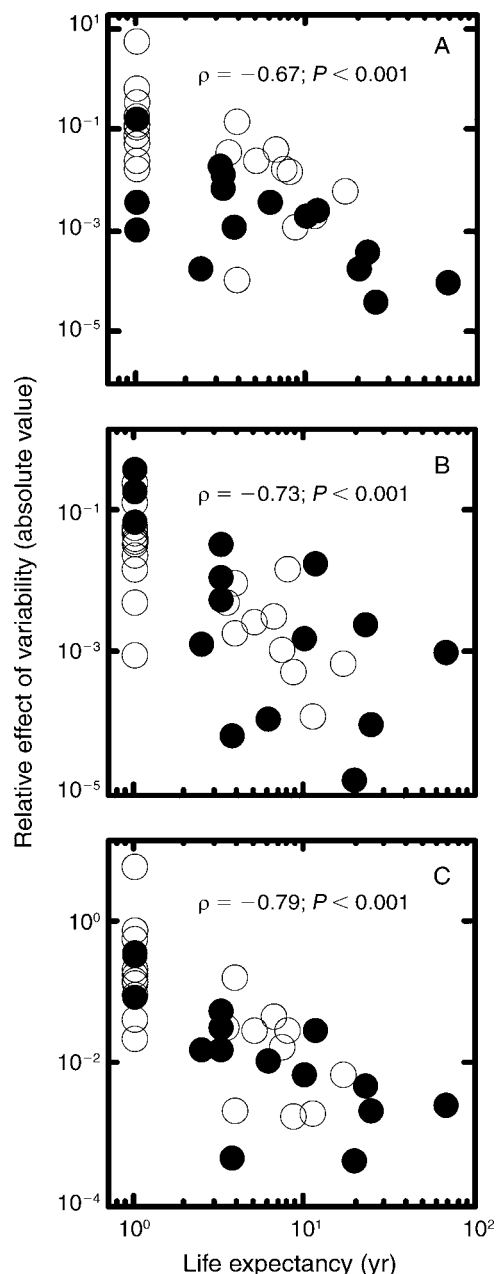 Relative effect of variability (absolute value)
10¹
A
ρ = −0.67; P < 0.001
10⁻¹
10⁻³
10⁻⁵
B
ρ = −0.73; P < 0.001
10⁻¹
10⁻³
10⁻⁵
C
ρ = −0.79; P < 0.001
10⁰
10⁻²
10⁻⁴
10⁰ 10¹ 10²
Life expectancy (yr)